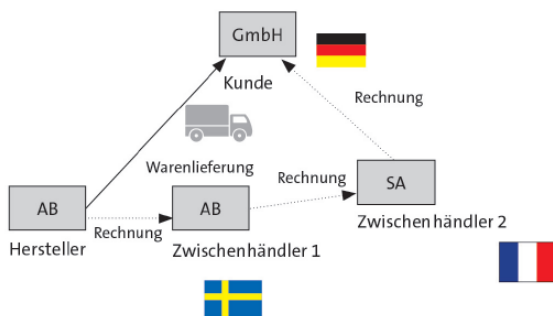 GmbH
Kunde
Rechnung
Warenlieferung
Rechnung
SA
AB
AB
Rechnung
Zwischenhändler 2
Hersteller
Zwischenhändler 1